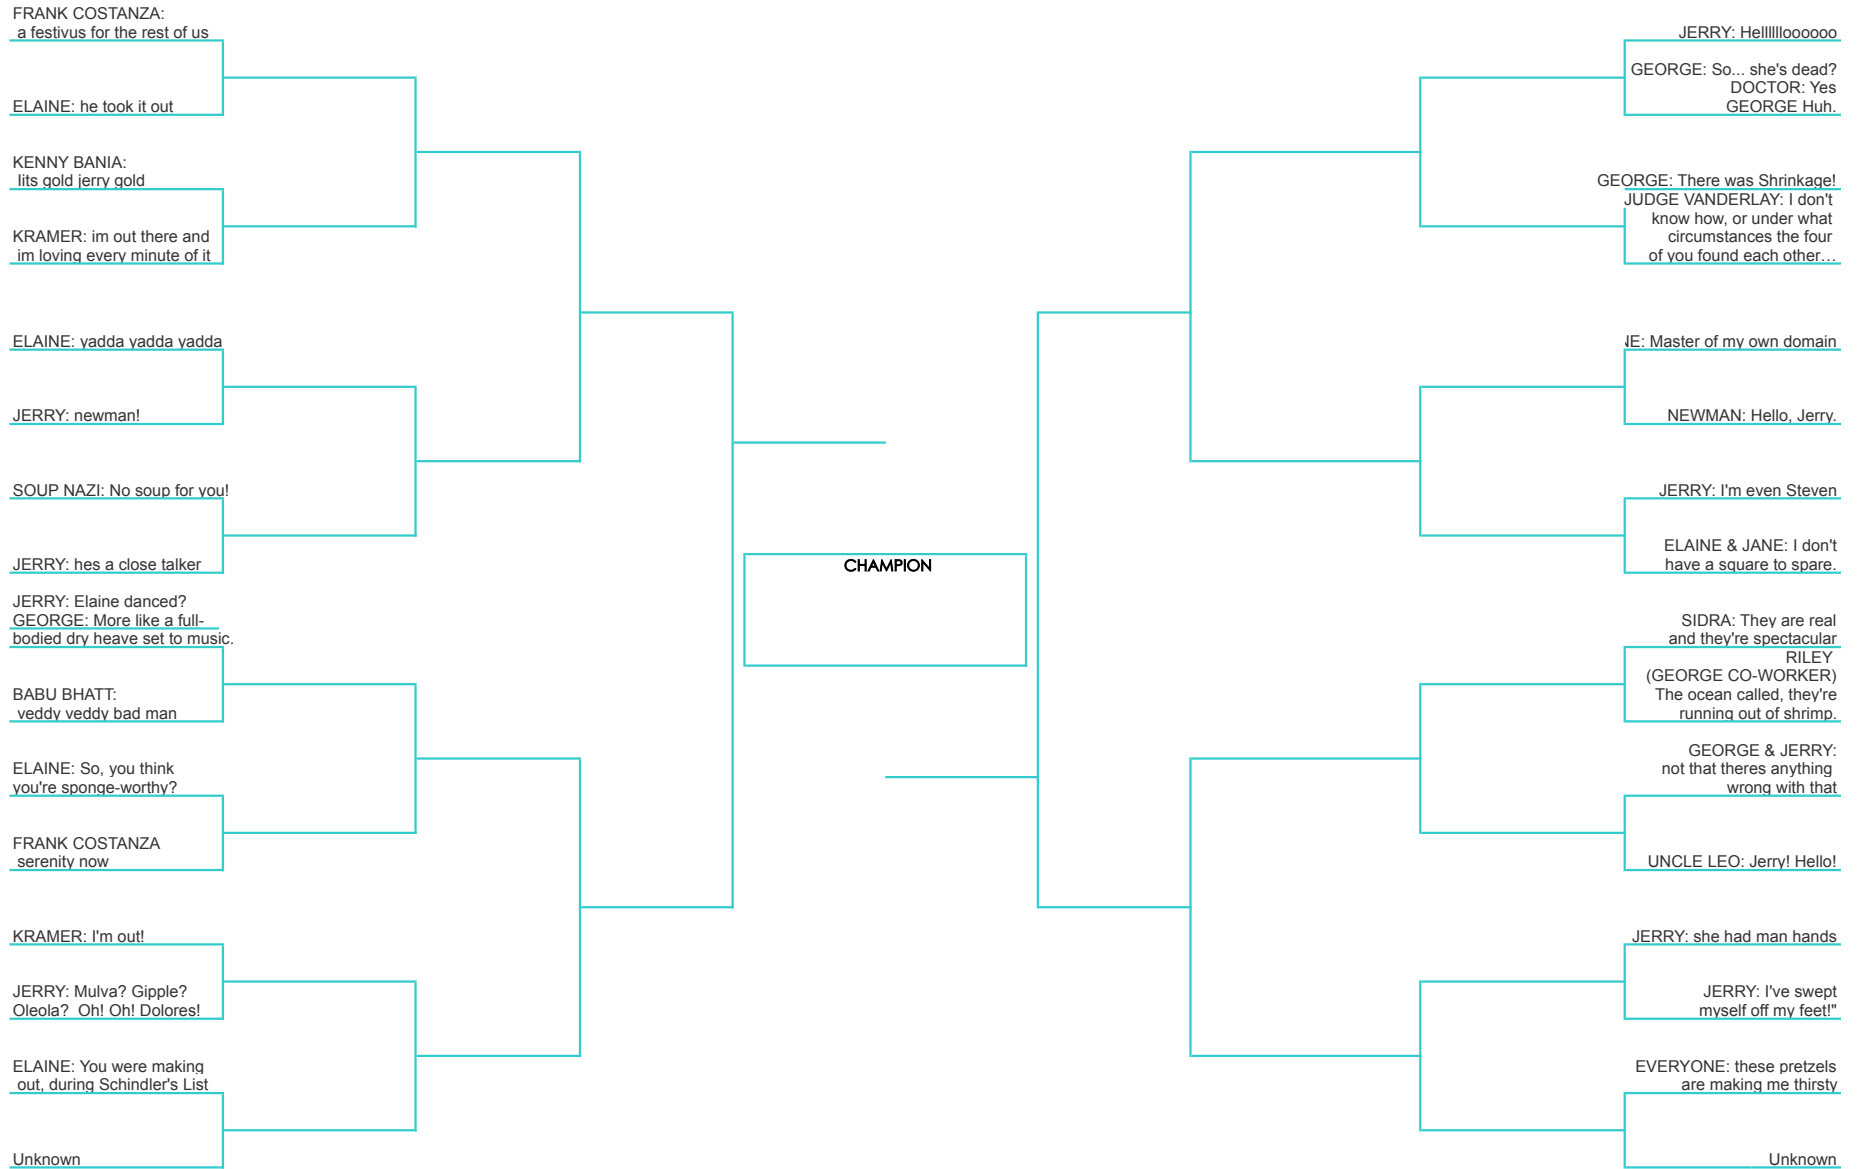 FRANK COSTANZA:
a festivus for the rest of us
ELAINE: he took it out
KENNY BANIA:
Iits gold jerry gold
KRAMER: im out there and
im loving every minute of it
ELAINE: yadda yadda yadda
JERRY: newman!
SOUP NAZI: No soup for you!
JERRY: hes a close talker
JERRY: Elaine danced?
GEORGE: More like a full-
bodied dry heave set to music.
BABU BHATT:
veddy veddy bad man
ELAINE: So, you think
you're sponge-worthy?
FRANK COSTANZA
serenity now
KRAMER: I'm out!
JERRY: Mulva? Gipple?
Oleola? Oh! Oh! Dolores!
ELAINE: You were making
out, during Schindler's List
Unknown
CHAMPION
JERRY: Helllllloooooo
GEORGE: So... she's dead?
DOCTOR: Yes
GEORGE Huh.
GEORGE: There was Shrinkage!
JUDGE VANDERLAY: I don't
know how, or under what
circumstances the four
of you found each other…
NE: Master of my own domain
NEWMAN: Hello, Jerry.
JERRY: I'm even Steven
ELAINE & JANE: I don't
have a square to spare.
SIDRA: They are real
and they're spectacular
RILEY
(GEORGE CO-WORKER)
The ocean called, they're
running out of shrimp.
GEORGE & JERRY:
not that theres anything
wrong with that
UNCLE LEO: Jerry! Hello!
JERRY: she had man hands
JERRY: I've swept
myself off my feet!"
EVERYONE: these pretzels
are making me thirsty
Unknown